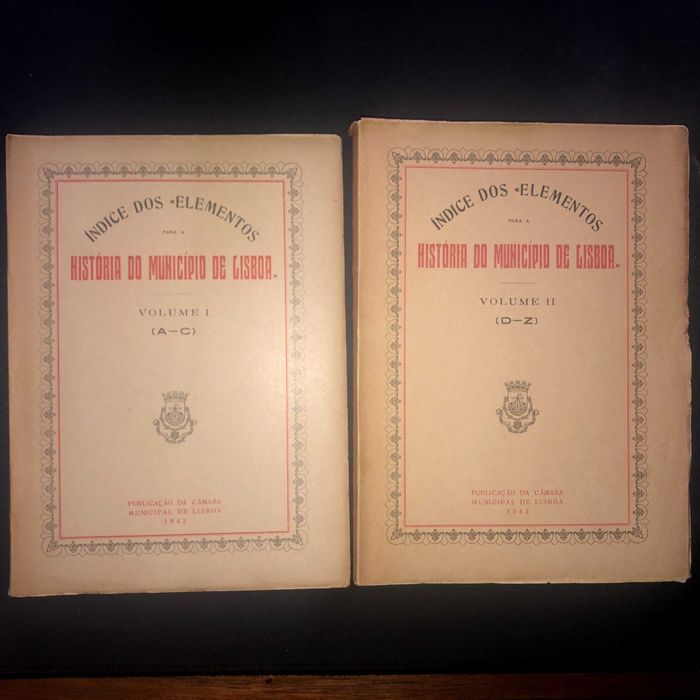 ÍNDICE DOS «ELEMENTOS
PARA A
HISTÓRIA DO MUNICÍPIO DE LISBOA»
VOLUME I
(A—C)
PUBLICAÇÃO DA CÂMARA
MUNICIPAL DE LISBOA
1942
ÍNDICE DOS «ELEMENTOS
PARA A
HISTÓRIA DO MUNICÍPIO DE LISBOA»
VOLUME II
(D—Z)
PUBLICAÇÃO DA CÂMARA
MUNICIPAL DE LISBOA
1943